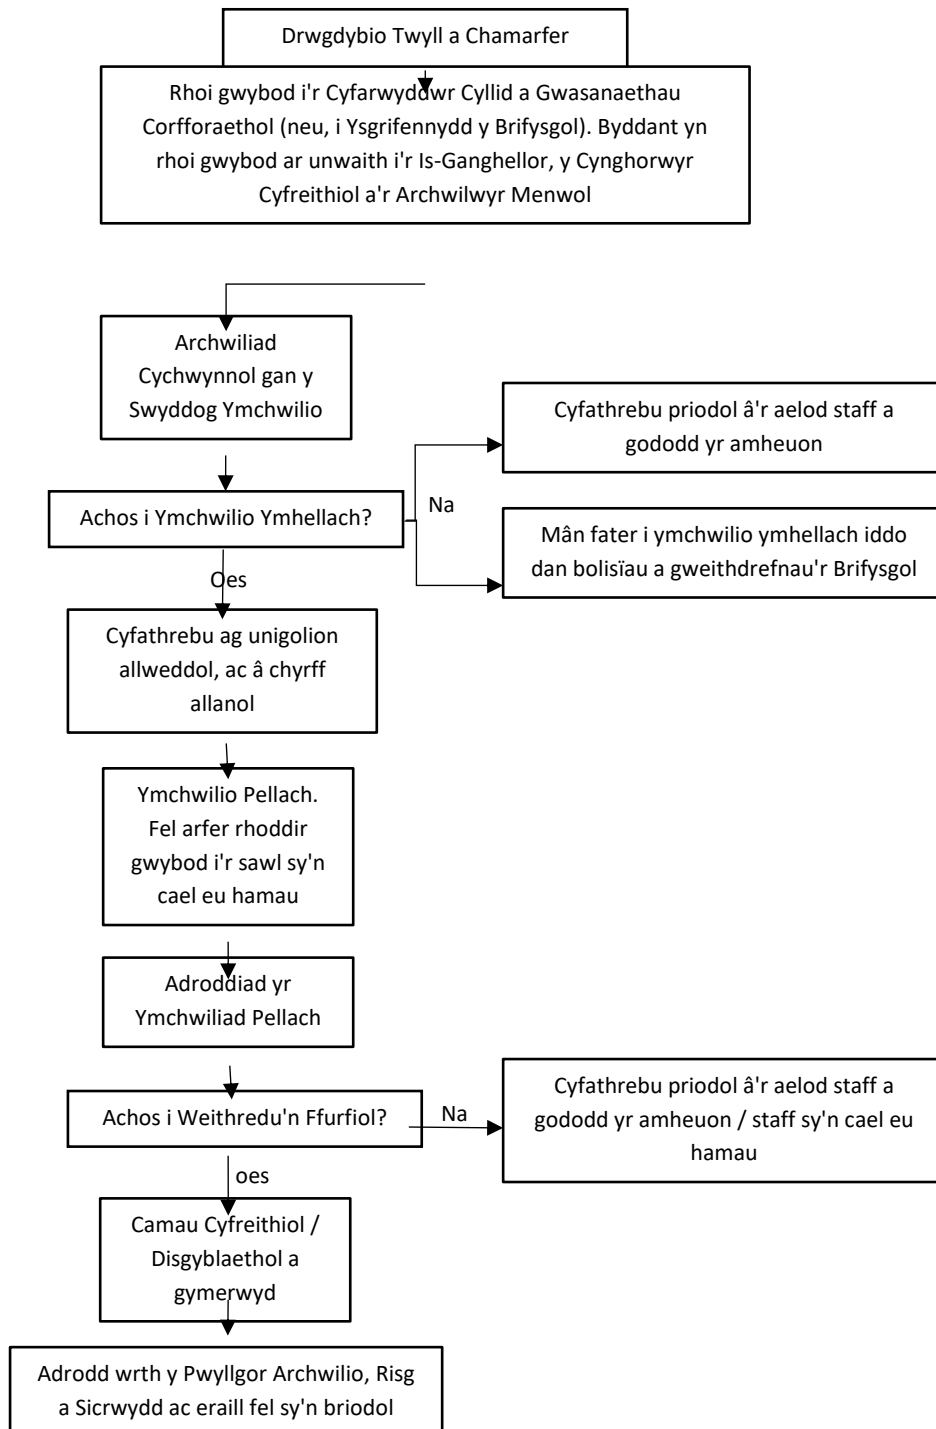 Drwgdybio Twyll a Chamarfer
Rhoi gwybod i'r Cyfarwyddwr Cyllid a Gwasanaethau
Corfforaethol (neu, i Ysgrifennydd y Brifysgol). Byddant yn
rhoi gwybod ar unwaith i'r Is-Ganghellor, y Cynghorwyr
Cyfreithiol a'r Archwilwyr Menwol
Archwiliad
Cychwynnol gan y
Swyddog Ymchwilio
Cyfathrebu priodol â'r aelod staff a
gododd yr amheuon
Achos i Ymchwilio Ymhellach?
Na
Mân fater i ymchwilio ymhellach iddo
dan bolisïau a gweithdrefnau'r Brifysgol
Oes
Cyfathrebu ag unigolion
allweddol, ac â chyrff
allanol
Ymchwilio Pellach.
Fel arfer rhoddir
gwybod i'r sawl sy'n
cael eu hamau
Adroddiad yr
Ymchwiliad Pellach
Achos i Weithredu'n Ffurfiol?
Na
Cyfathrebu priodol â'r aelod staff a
gododd yr amheuon / staff sy'n cael eu
hamau
oes
Camau Cyfreithiol /
Disgyblaethol a
gymerwyd
Adrodd wrth y Pwyllgor Archwilio, Risg
a Sicrwydd ac eraill fel sy'n briodol